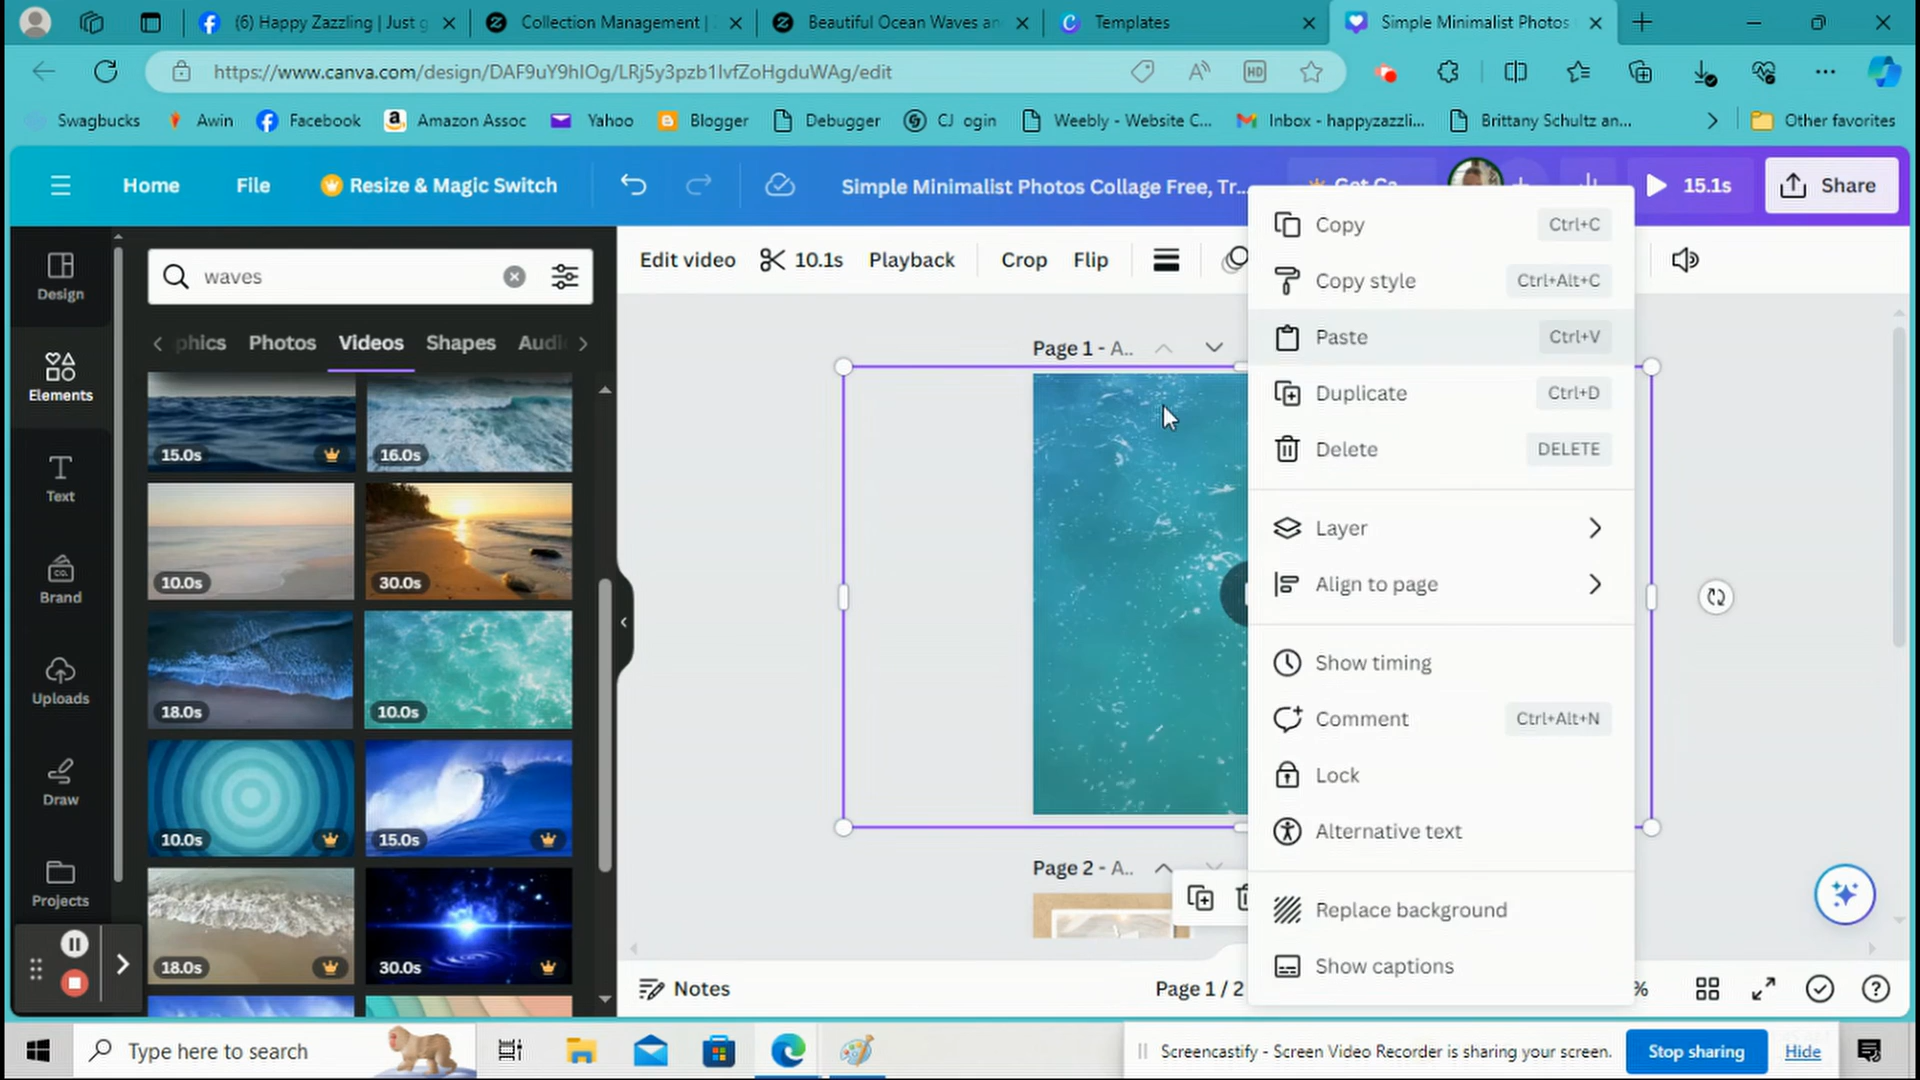 (6) Happy Zazzling | Just g
Collection Management |
Beautiful Ocean Waves an
Templates
Simple Minimalist Photos
https://www.canva.com/design/DAF9uY9hIOg/LRj5y3pzb1IvfZoHgduWAg/edit
Swagbucks
Awin
Facebook
Amazon Assoc
Yahoo
Blogger
Debugger
CJ ogin
Weebly - Website C...
Inbox - happyzazzli...
Brittany Schultz an...
Other favorites
Home
File
Resize & Magic Switch
Simple Minimalist Photos Collage Free, Tr...
15.1s
Share
Design
Elements
Text
Brand
Uploads
Draw
Projects
waves
phics
Photos
Videos
Shapes
Audi
15.0s
16.0s
10.0s
30.0s
18.0s
10.0s
10.0s
15.0s
18.0s
30.0s
Edit video
10.1s
Playback
Crop
Flip
Page 1 - A..
Page 2 - A..
Copy Ctrl+C
Copy style Ctrl+Alt+C
Paste Ctrl+V
Duplicate Ctrl+D
Delete DELETE
Layer
Align to page
Show timing
Comment Ctrl+Alt+N
Lock
Alternative text
Replace background
Show captions
Notes
Page 1 / 2
%
Type here to search
Screencastify - Screen Video Recorder is sharing your screen.
Stop sharing
Hide